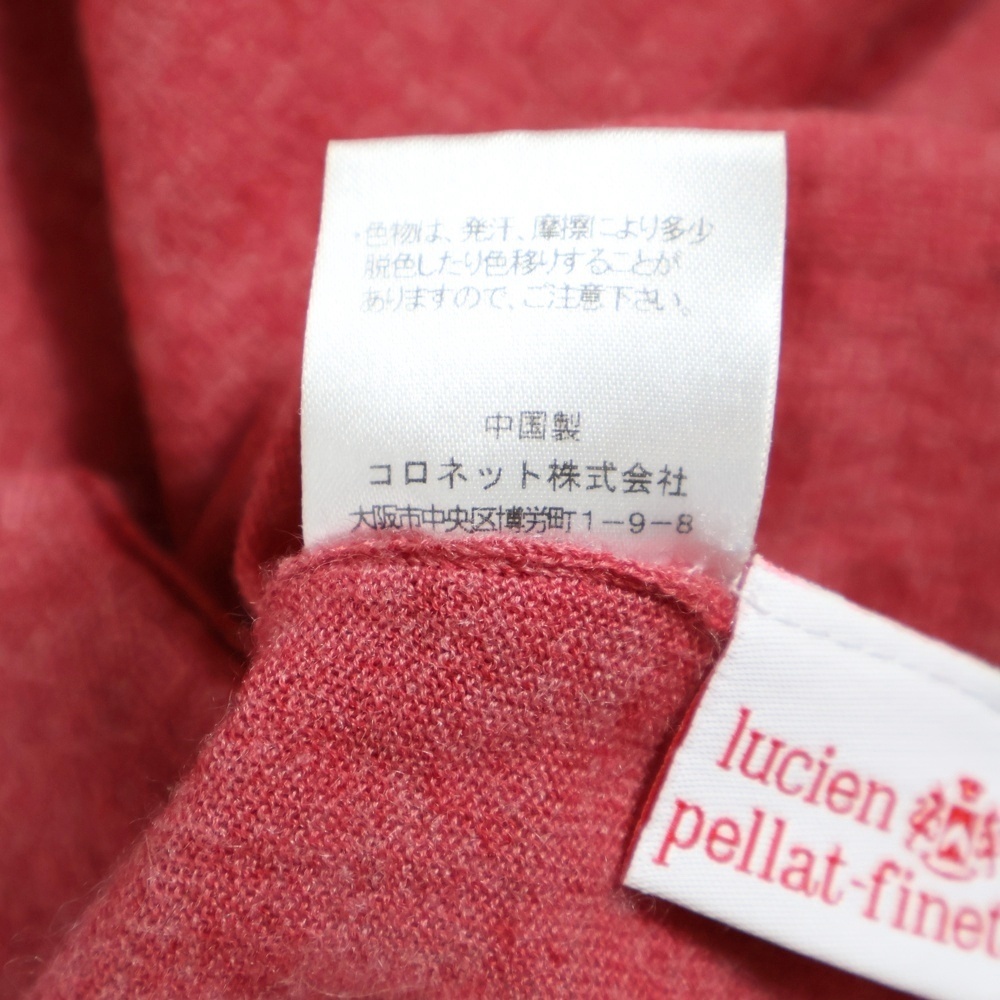 ・色物は、発汗、摩擦により多少
脱色したり色移りすることが
ありますので、ご注意下さい。
中国製
コロネット株式会社
大阪市中央区博労町1-9-8
lucien
pellat-finet